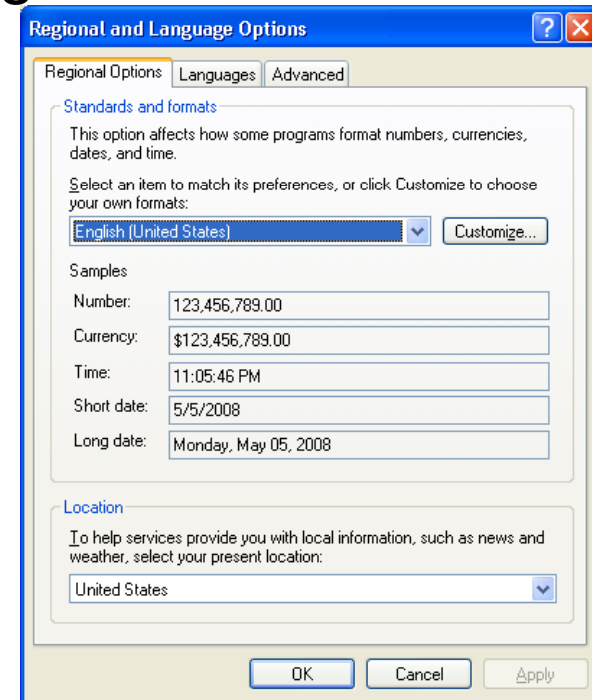 Regional and Language Options
Regional Options Languages Advanced
Standards and formats
This option affects how some programs format numbers, currencies,
dates, and time.
Select an item to match its preferences, or click Customize to choose
your own formats:
English (United States) Customize...
Samples
Number: 123,456,789.00
Currency: $123,456,789.00
Time: 11:05:46 PM
Short date: 5/5/2008
Long date: Monday, May 05, 2008
Location
To help services provide you with local information, such as news and
weather, select your present location:
United States
OK Cancel Apply